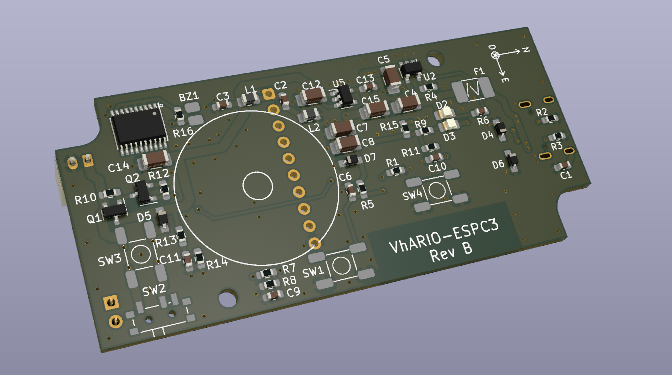 C5
U2
F1
BZ1
C3
L1
C2
C12
U5
C13
R4
R16
C15
C4
D2
R6
R2
L2
R15
R9
D3
D4
R3
C7
C8
D7
R11
C10
D6
C1
C14
R12
Q2
R10
R1
C6
R5
SW4
Q1
D5
R13
VhARIO-ESPC3
Rev B
SW3
C11
R14
R7
SW1
R8
C9
SW2
N
E